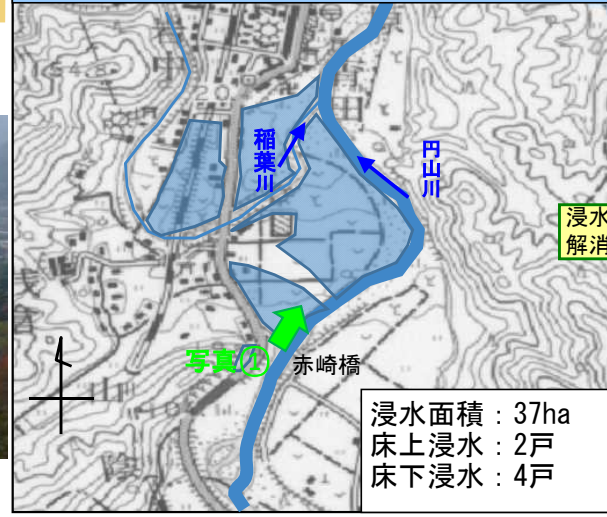 稲葉川
円山川
浸水
解消
写真①
赤崎橋
浸水面積：37ha
床上浸水：2戸
床下浸水：4戸
20